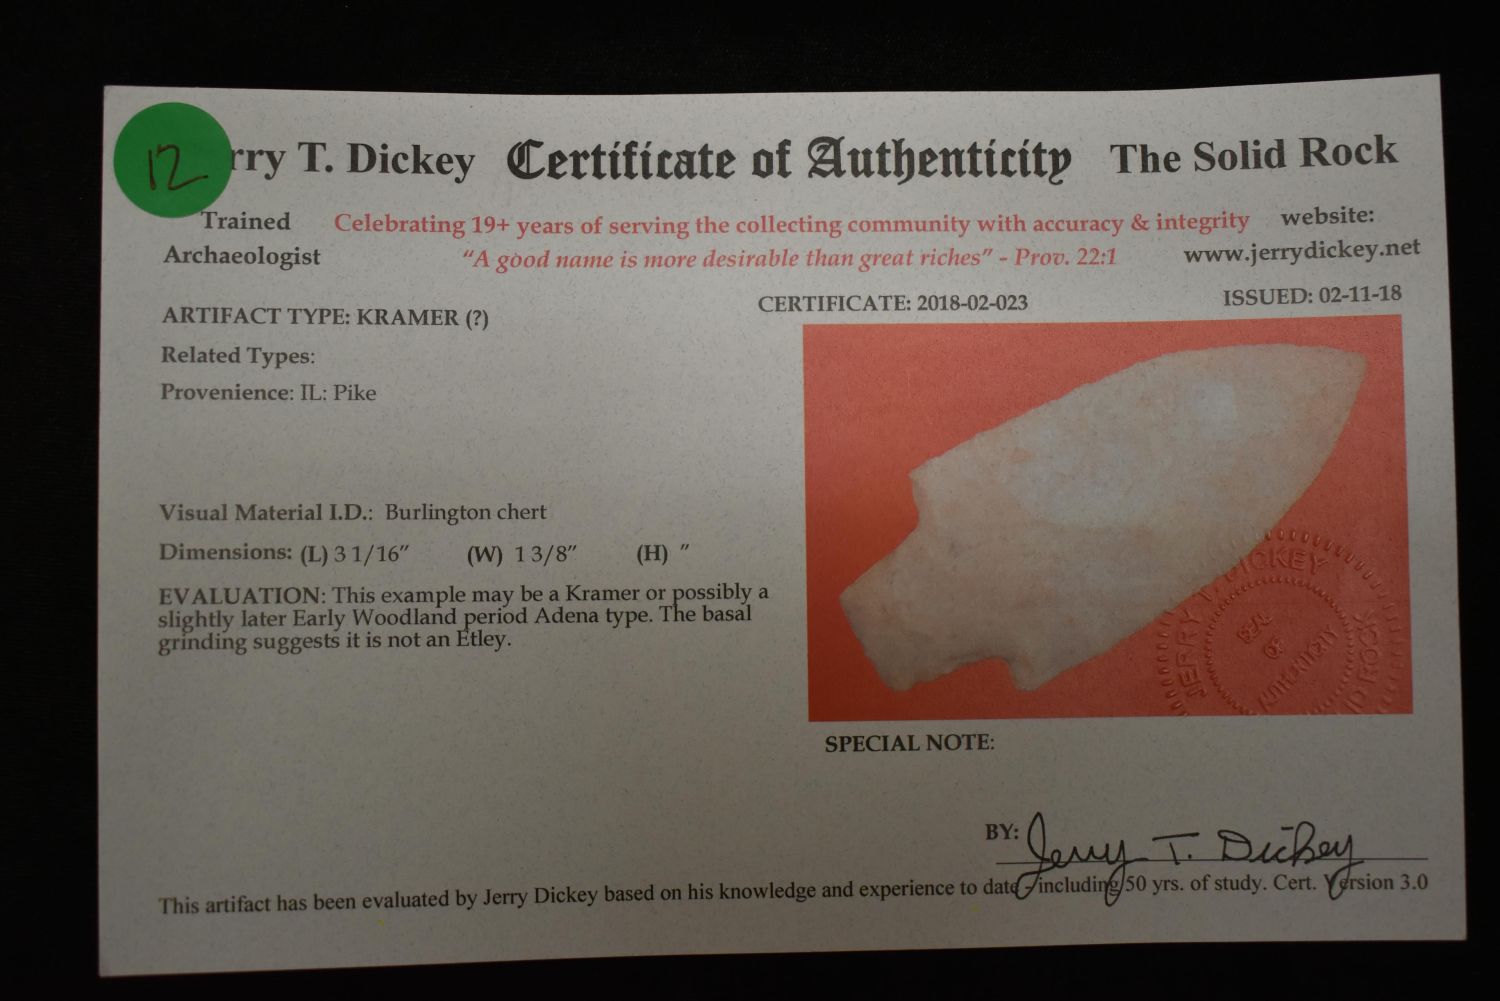 12
rry T. Dickey Certificate of Authenticity The Solid Rock
Trained Celebrating 19+ years of serving the collecting community with accuracy & integrity website:
Archaeologist "A good name is more desirable than great riches" - Prov. 22:1 www.jerrydickey.net
ARTIFACT TYPE: KRAMER (?) CERTIFICATE: 2018-02-023 ISSUED: 02-11-18
Related Types:
Provenience: IL: Pike
Visual Material I.D.: Burlington chert
Dimensions: (L) 3 1/16" (W) 1 3/8" (H) "
EVALUATION: This example may be a Kramer or possibly a
slightly later Early Woodland period Adena type. The basal
grinding suggests it is not an Etley.
JERRY T. DICKEY
SEAL
OF
AUTHENTICITY
ROCK
SPECIAL NOTE:
BY: Jerry T. Dickey
This artifact has been evaluated by Jerry Dickey based on his knowledge and experience to date - including 50 yrs. of study. Cert. Version 3.0